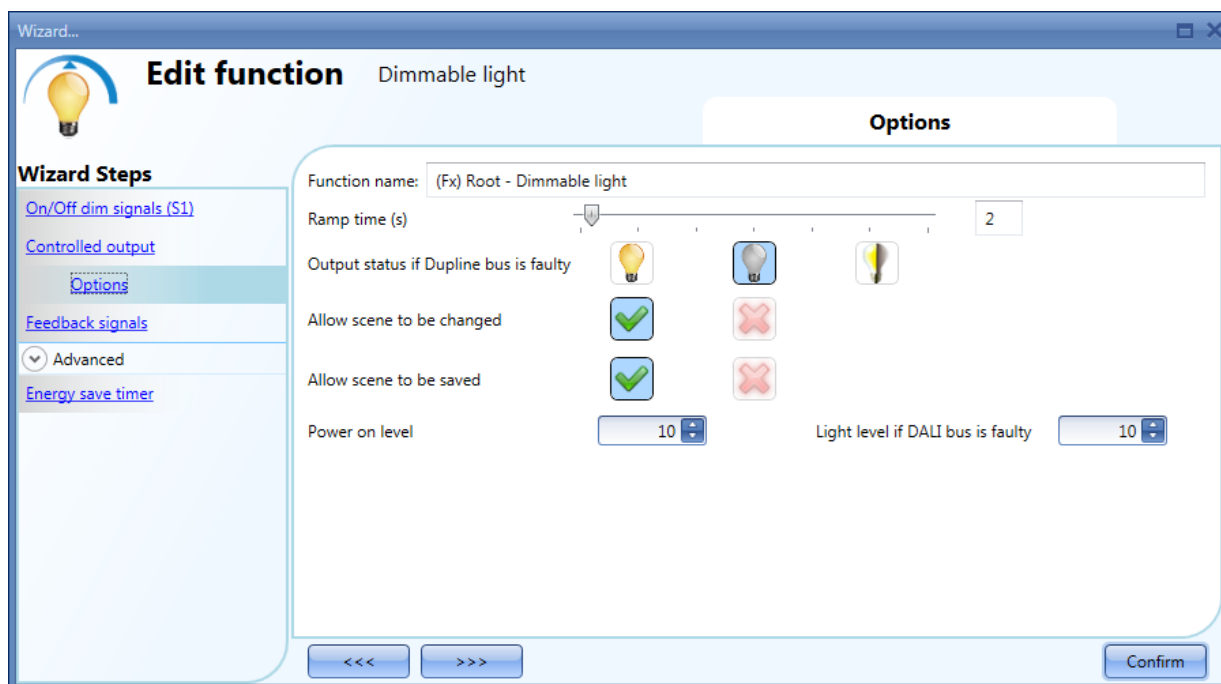 Wizard...
Edit function Dimmable light
Options
Wizard Steps
On/Off dim signals (S1)
Controlled output
Options
Feedback signals
Advanced
Energy save timer
Function name: (Fx) Root - Dimmable light
Ramp time (s) 2
Output status if Dupline bus is faulty
Allow scene to be changed
Allow scene to be saved
Power on level 10 Light level if DALI bus is faulty 10
<<< >>> Confirm